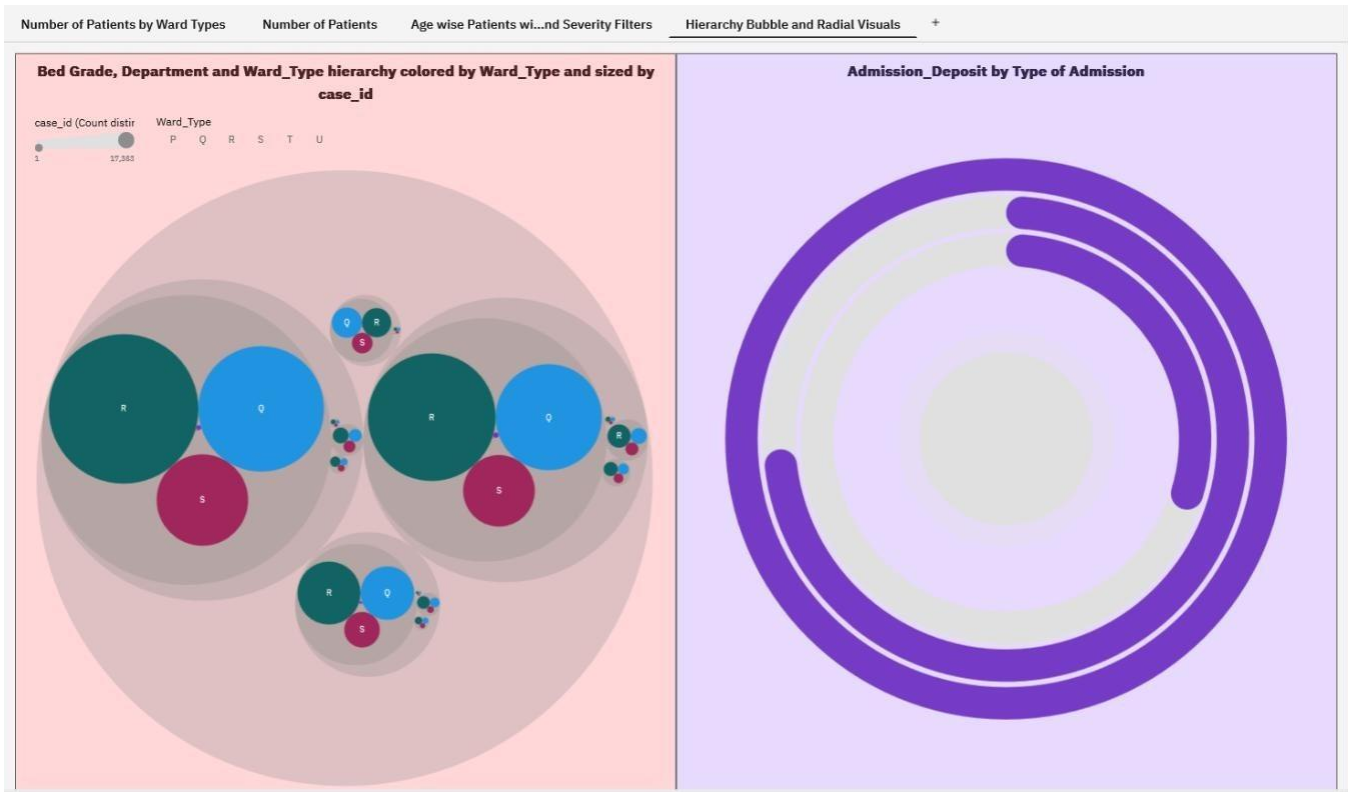 Number of Patients by Ward Types Number of Patients Age wise Patients wi...nd Severity Filters Hierarchy Bubble and Radial Visuals +
Bed Grade, Department and Ward_Type hierarchy colored by Ward_Type and sized by
case_id
case_id (Count distir Ward_Type
P Q R S T U
1 17,383
Q R
S
R Q
S
R Q
S
R
R Q
S
Admission_Deposit by Type of Admission